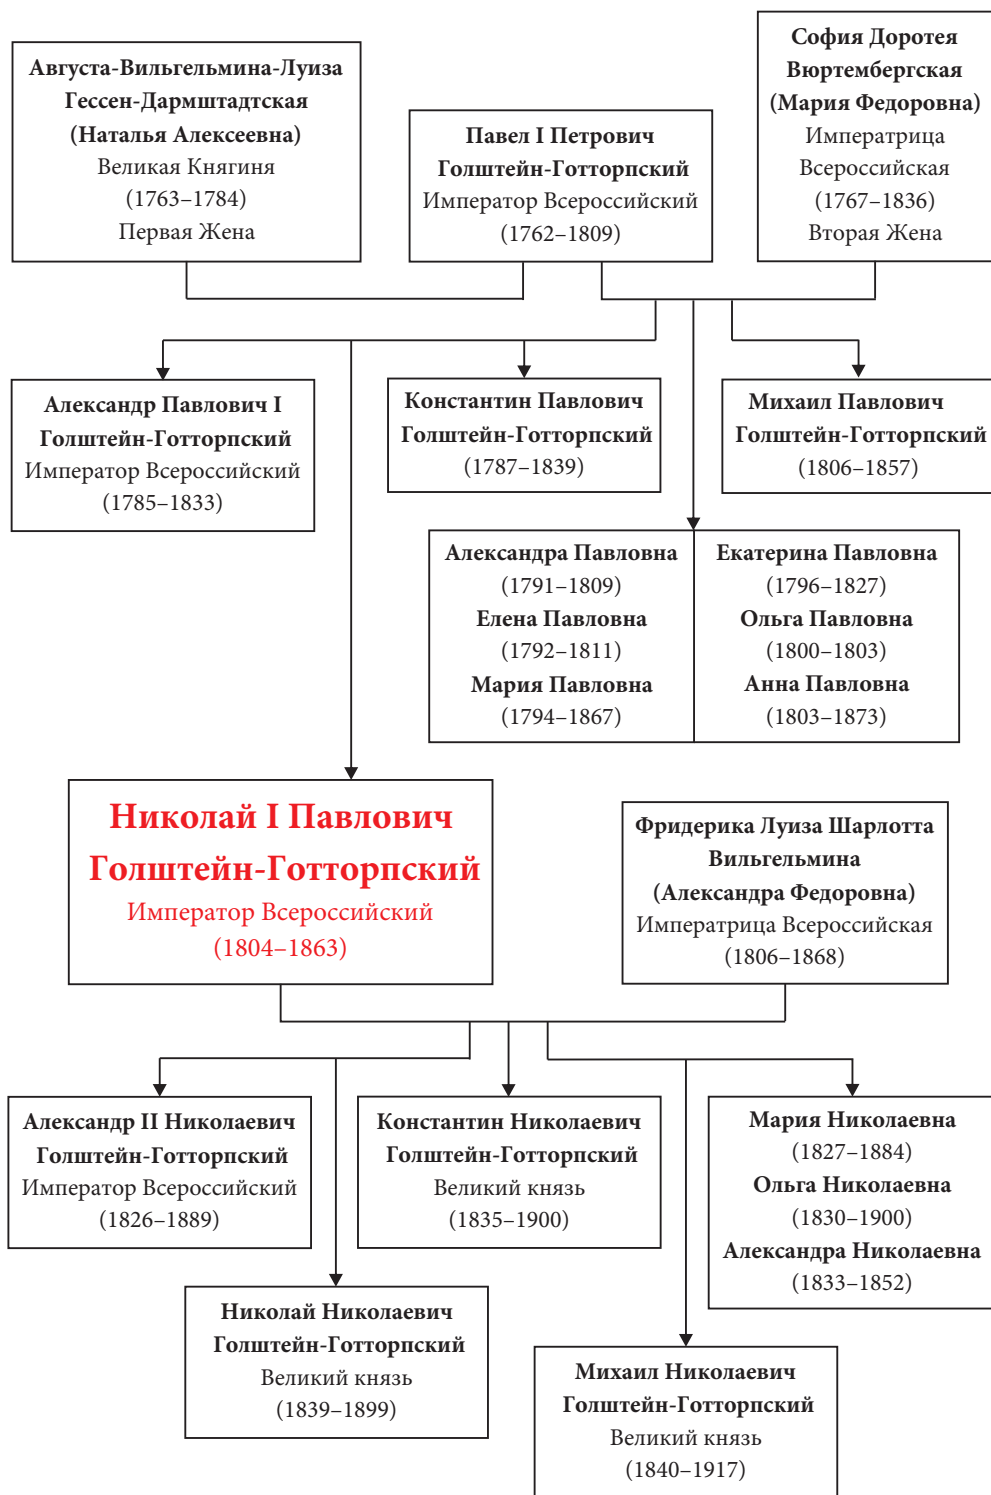 Августа-Вильгельмина-Луиза
Гессен-Дармштадтская
(Наталья Алексеевна)
Великая Княгиня
(1763–1784)
Первая Жена
Павел I Петрович
Голштейн-Готторпский
Император Всероссийский
(1762–1809)
София Доротея
Вюртембергская
(Мария Федоровна)
Императрица
Всероссийская
(1767–1836)
Вторая Жена
Александр Павлович I
Голштейн-Готторпский
Император Всероссийский
(1785–1833)
Константин Павлович
Голштейн-Готторпский
(1787–1839)
Михаил Павлович
Голштейн-Готторпский
(1806–1857)
Александра Павловна
(1791–1809)
Елена Павловна
(1792–1811)
Мария Павловна
(1794–1867)
Екатерина Павловна
(1796–1827)
Ольга Павловна
(1800–1803)
Анна Павловна
(1803–1873)
Николай I Павлович
Голштейн-Готторпский
Император Всероссийский
(1804–1863)
Фридерика Луиза Шарлотта
Вильгельмина
(Александра Федоровна)
Императрица Всероссийская
(1806–1868)
Александр II Николаевич
Голштейн-Готторпский
Император Всероссийский
(1826–1889)
Константин Николаевич
Голштейн-Готторпский
Великий князь
(1835–1900)
Мария Николаевна
(1827–1884)
Ольга Николаевна
(1830–1900)
Александра Николаевна
(1833–1852)
Николай Николаевич
Голштейн-Готторпский
Великий князь
(1839–1899)
Михаил Николаевич
Голштейн-Готторпский
Великий князь
(1840–1917)